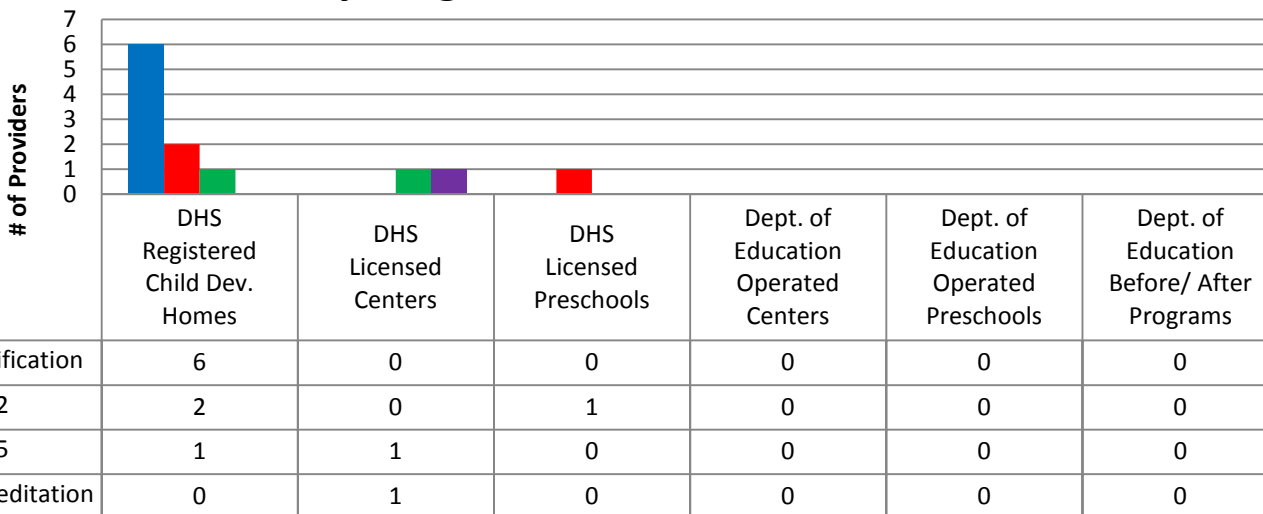 7
6
5
4
3
2
1
0
# of Providers
DHS Registered Child Dev. Homes
DHS Licensed Centers
DHS Licensed Preschools
Dept. of Education Operated Centers
Dept. of Education Operated Preschools
Dept. of Education Before/ After Programs
ification 6 0 0 0 0 0
2 2 0 1 0 0 0
5 1 1 0 0 0 0
editation 0 1 0 0 0 0